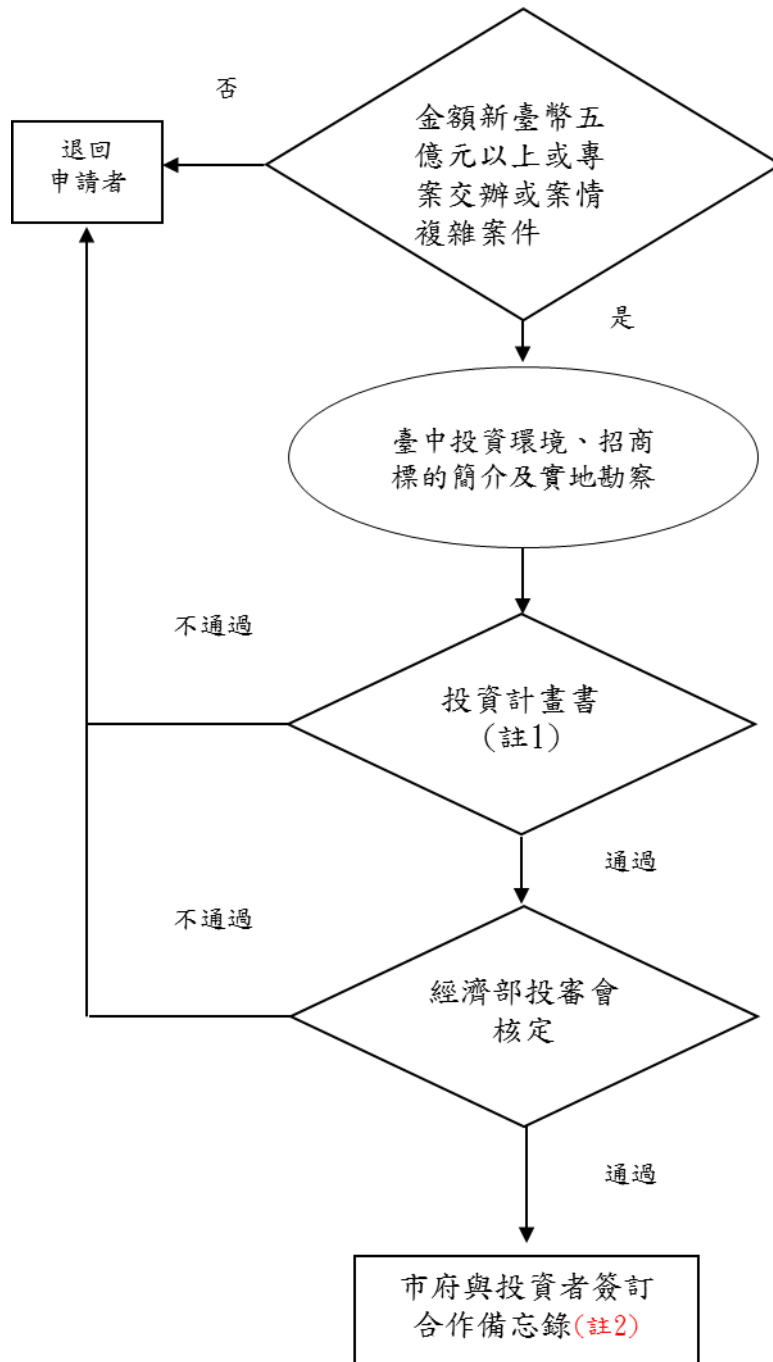 否
金額新臺幣五
億元以上或專
案交辦或案情
複雜案件
退回
申請者
是
臺中投資環境、招商
標的簡介及實地勘察
不通過
投資計畫書
(註1)
通過
不通過
經濟部投審會
核定
通過
市府與投資者簽訂
合作備忘錄(註2)